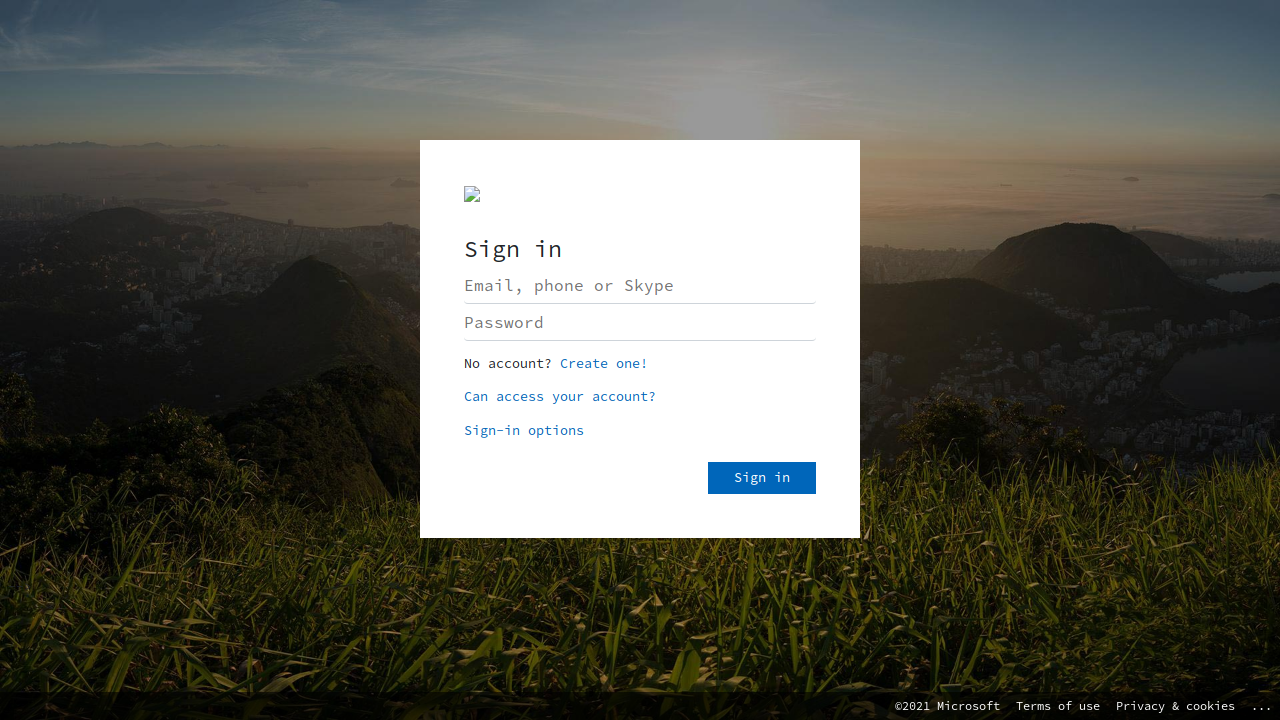 Sign in
Email, phone or Skype
Password
No account? Create one!
Can access your account?
Sign-in options
Sign in
©2021 Microsoft Terms of use Privacy & cookies ...